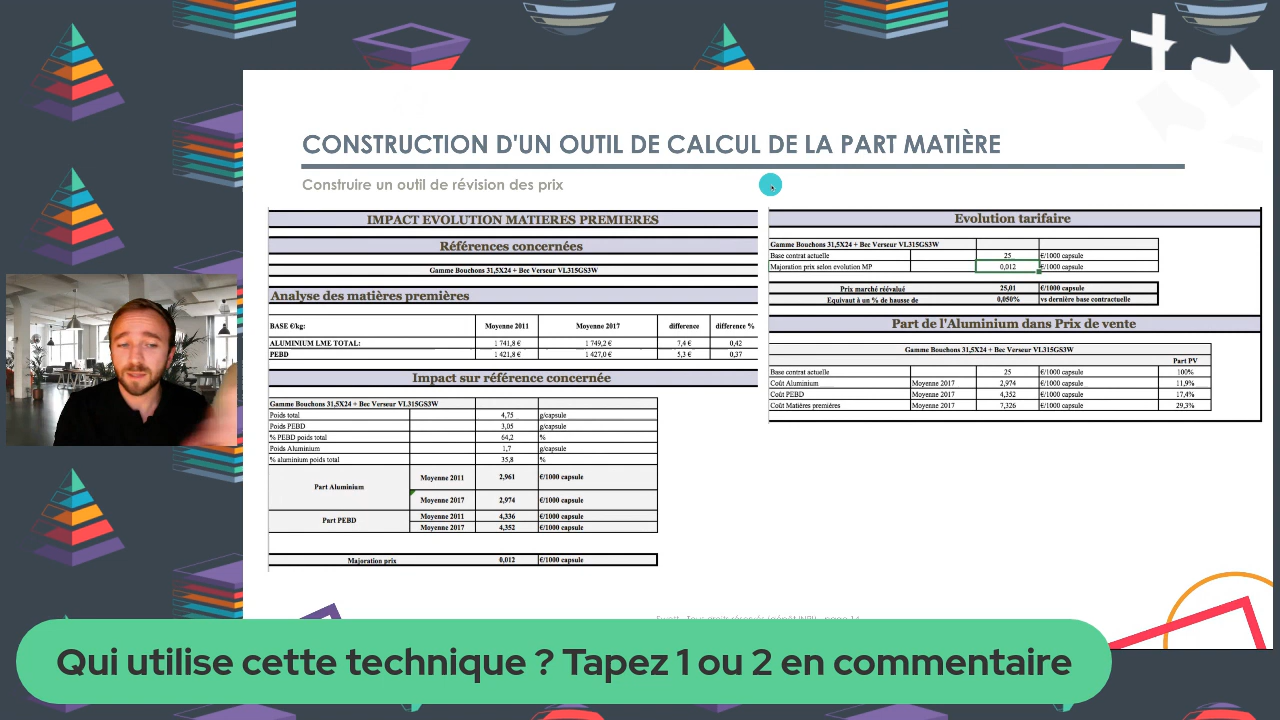 CONSTRUCTION D'UN OUTIL DE CALCUL DE LA PART MATIÈRE
Construire un outil de révision des prix
IMPACT EVOLUTION MATIERES PREMIERES
Références concernées
Gamme Bouchons 31,5X24 + Bec Verseur VL315GS3W
Analyse des matières premières
BASE €/kg: Moyenne 2011 Moyenne 2017 difference difference %
ALUMINIUM LME TOTAL: 1 741,8 € 1 749,2 € 7,4 € 0,42
PEBD 1 421,8 € 1 427,0 € 5,3 € 0,37
Impact sur référence concernée
Gamme Bouchons 31,5X24 + Bec Verseur VL315GS3W
Poids total 4,75 g/capsule
Poids PEBD 3,05 g/capsule
% PEBD poids total 64,2 %
Poids Aluminium 1,7 g/capsule
% aluminium poids total 35,8 %
Part Aluminium Moyenne 2011 2,961 €/1000 capsule
Moyenne 2017 2,974 €/1000 capsule
Part PEBD Moyenne 2011 4,336 €/1000 capsule
Moyenne 2017 4,352 €/1000 capsule
Majoration prix 0,012 €/1000 capsule
Evolution tarifaire
Gamme Bouchons 31,5X24 + Bec Verseur VL315GS3W
Base contrat actuelle 25 €/1000 capsule
Majoration prix selon evolution MP 0,012 €/1000 capsule
Prix marché réévalué 25,01 €/1000 capsule
Equivaut à un % de hausse de 0,050% vs dernière base contractuelle
Part de l'Aluminium dans Prix de vente
Gamme Bouchons 31,5X24 + Bec Verseur VL315GS3W
Part PV
Base contrat actuelle 25 €/1000 capsule 100%
Coût Aluminium Moyenne 2017 2,974 €/1000 capsule 11,9%
Coût PEBD Moyenne 2017 4,352 €/1000 capsule 17,4%
Coût Matières premières 7,326 €/1000 capsule 29,3%
Qui utilise cette technique ? Tapez 1 ou 2 en commentaire